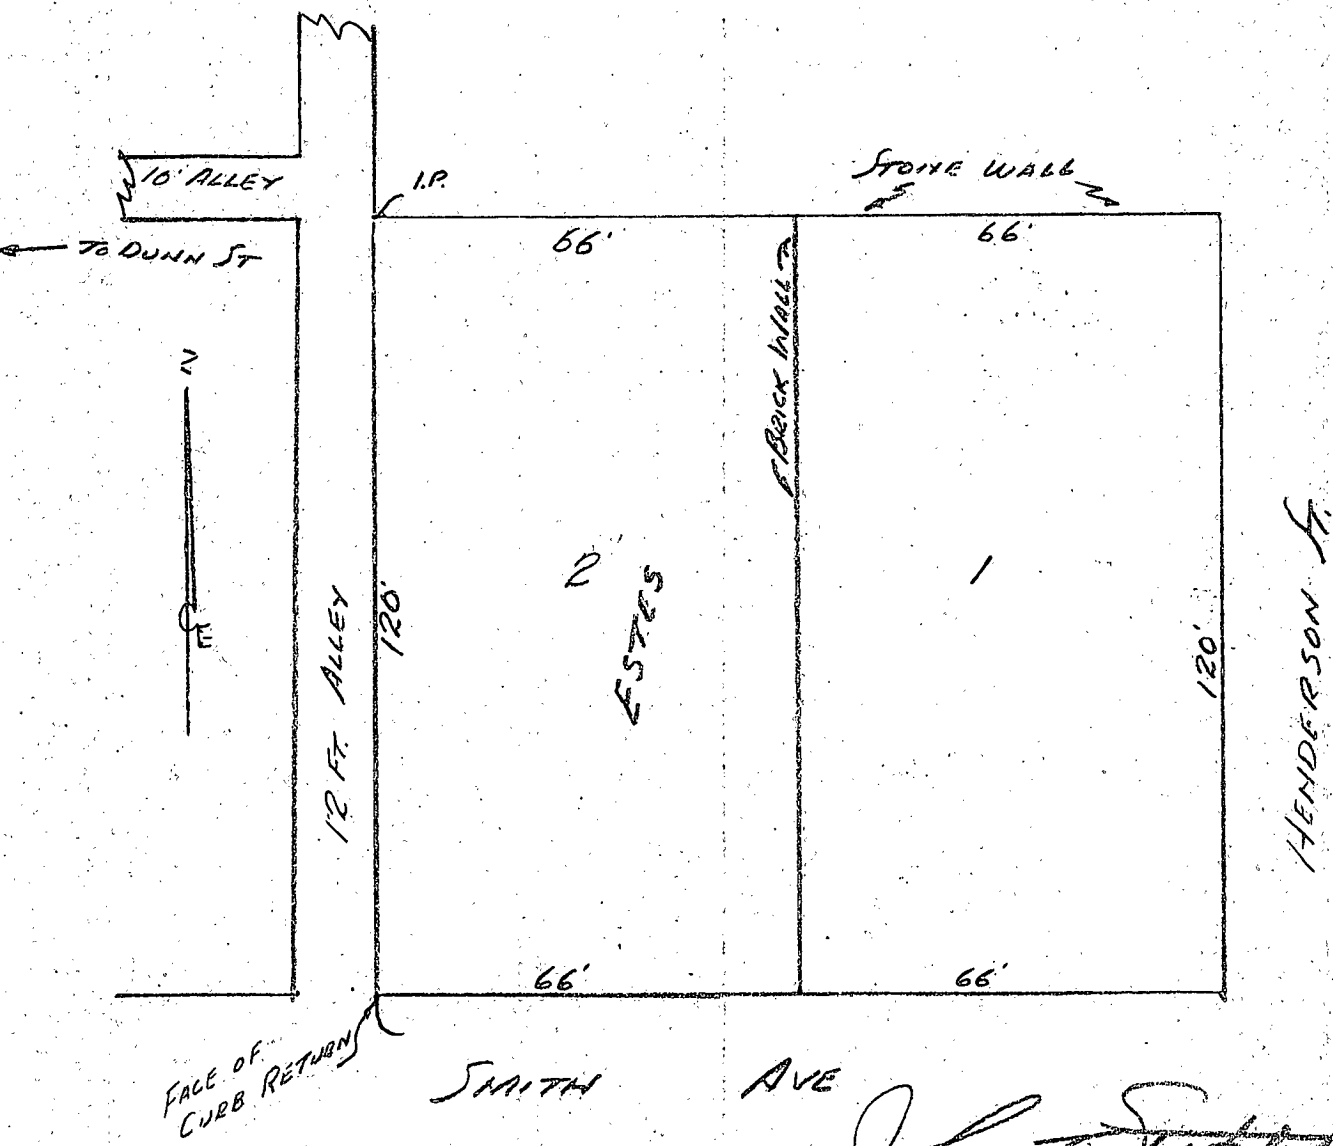 10' ALLEY
I.P.
STONE WALL
← TO DUNN ST
66'
66'
BRICK WALL
N
E
2
1
ESTES
12 FT. ALLEY
120'
120'
HENDERSON ST.
66'
66'
FACE OF
CURB RETURN
SMITH AVE